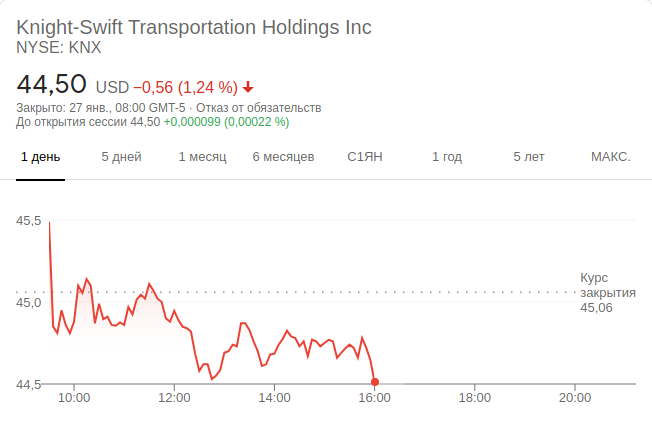 Knight-Swift Transportation Holdings Inc
NYSE: KNX
44,50 USD −0,56 (1,24 %)
Закрыто: 27 янв., 08:00 GMT-5 · Отказ от обязательств
До открытия сессии 44,50 +0,000099 (0,00022 %)
1 день 5 дней 1 месяц 6 месяцев С1ЯН 1 год 5 лет МАКС.
45,5
Курс
закрытия
45,0
45,06
44,5
10:00 12:00 14:00 16:00 18:00 20:00